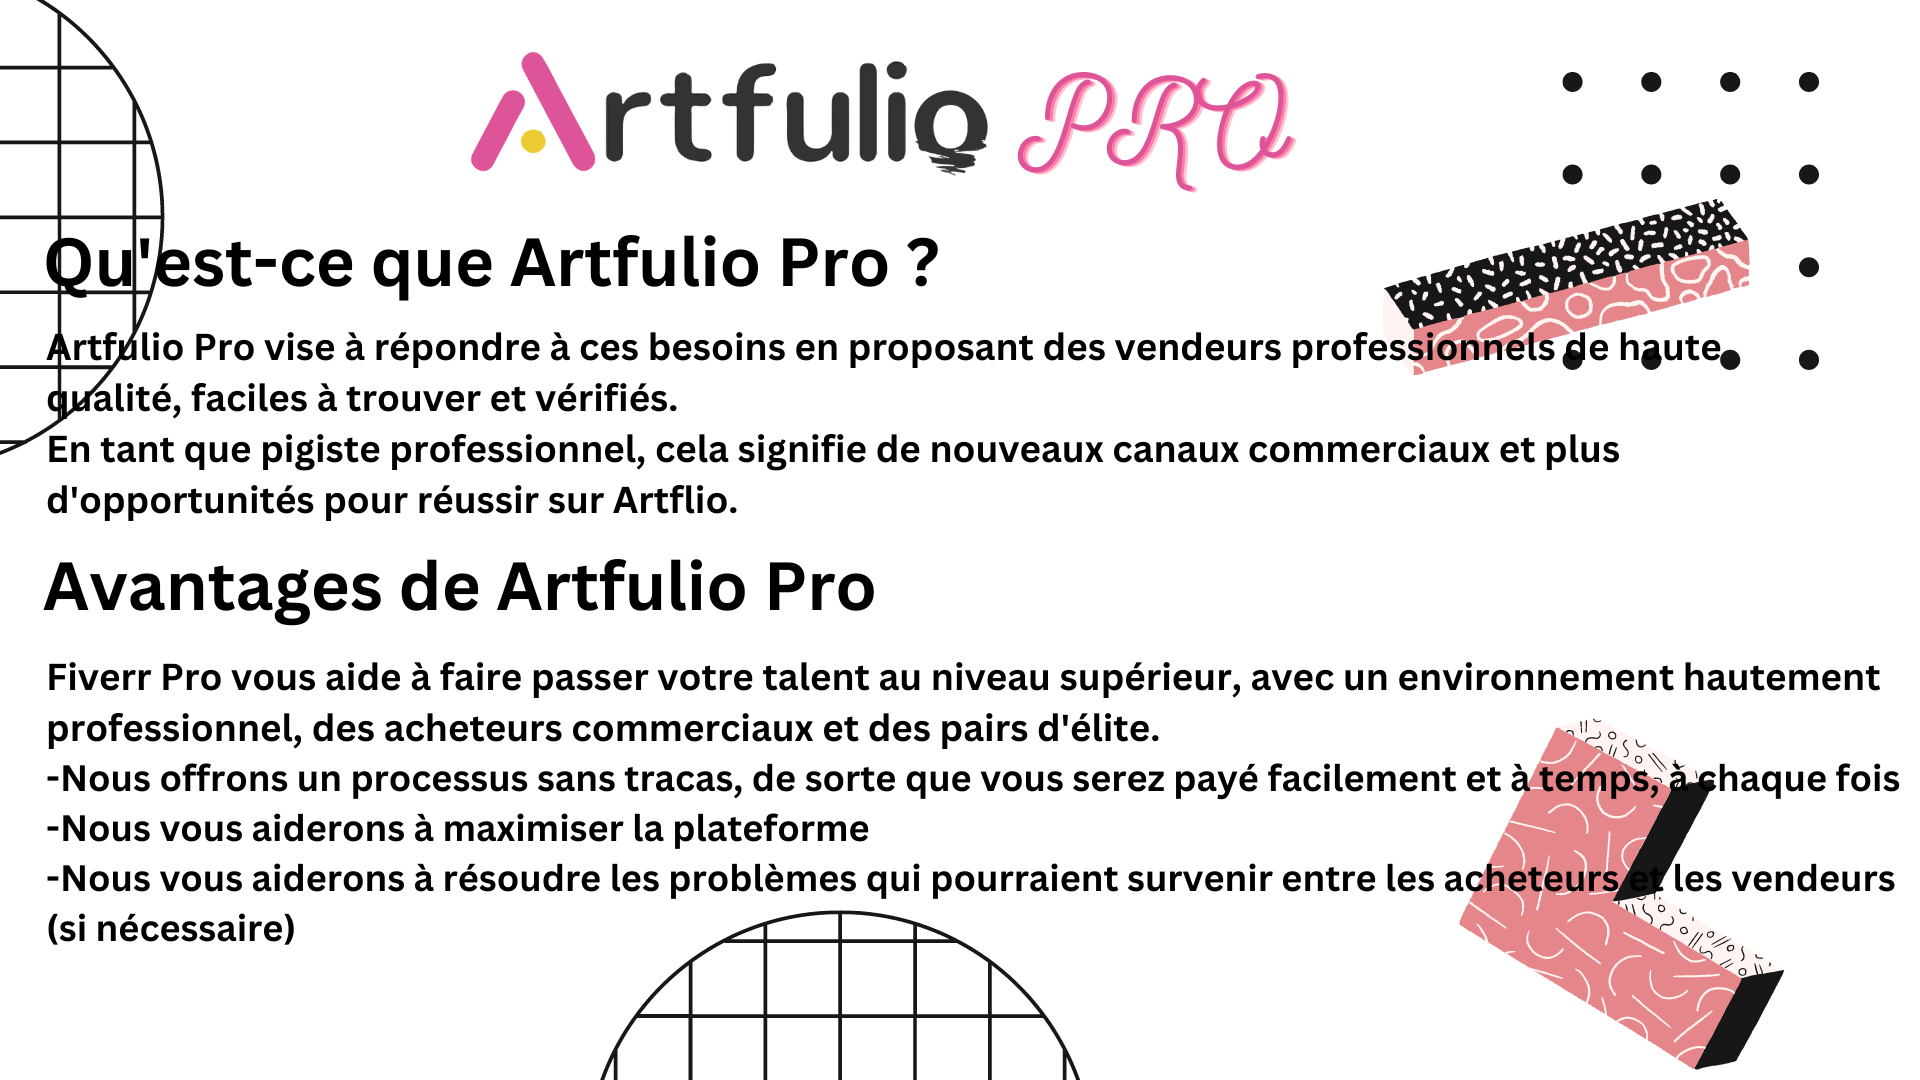 Artfulio PRO
Qu'est-ce que Artfulio Pro ?
Artfulio Pro vise à répondre à ces besoins en proposant des vendeurs professionnels de haute
qualité, faciles à trouver et vérifiés.
En tant que pigiste professionnel, cela signifie de nouveaux canaux commerciaux et plus
d'opportunités pour réussir sur Artflio.
Avantages de Artfulio Pro
Fiverr Pro vous aide à faire passer votre talent au niveau supérieur, avec un environnement hautement
professionnel, des acheteurs commerciaux et des pairs d'élite.
-Nous offrons un processus sans tracas, de sorte que vous serez payé facilement et à temps, à chaque fois
-Nous vous aiderons à maximiser la plateforme
-Nous vous aiderons à résoudre les problèmes qui pourraient survenir entre les acheteurs et les vendeurs
(si nécessaire)